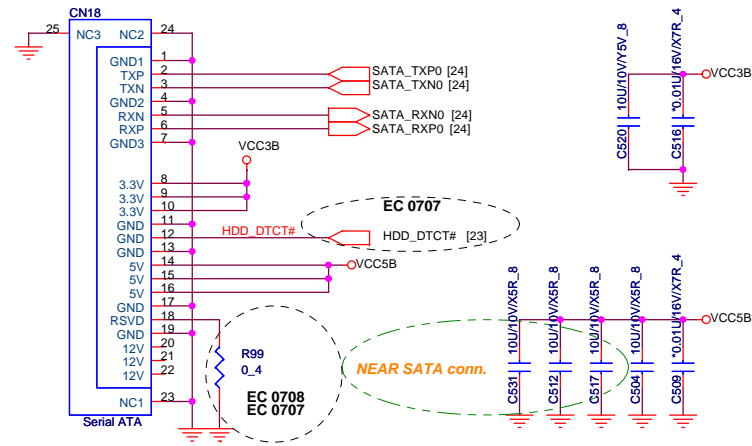 CN18
25
NC3
NC2
24
GND1
1
TXP
2
SATA_TXP0 [24]
TXN
3
SATA_TXN0 [24]
GND2
4
RXN
5
SATA_RXN0 [24]
RXP
6
SATA_RXP0 [24]
GND3
7
VCC3B
3.3V
8
3.3V
9
3.3V
10
GND
11
EC 0707
GND
12
HDD_DTCT#
HDD_DTCT# [23]
GND
13
5V
14
VCC5B
5V
15
5V
16
GND
17
RSVD
18
GND
19
12V
20
12V
21
12V
22
NC1
23
Serial ATA
R99
0_4
EC 0708
EC 0707
NEAR SATA conn.
VCC3B
C520
10U/10V/Y5V_8
C516
*0.01U/16V/X7R_4
VCC5B
C531
10U/10V/X5R_8
C512
10U/10V/X5R_8
C517
10U/10V/X5R_8
C504
10U/10V/X5R_8
C509
*0.01U/16V/X7R_4